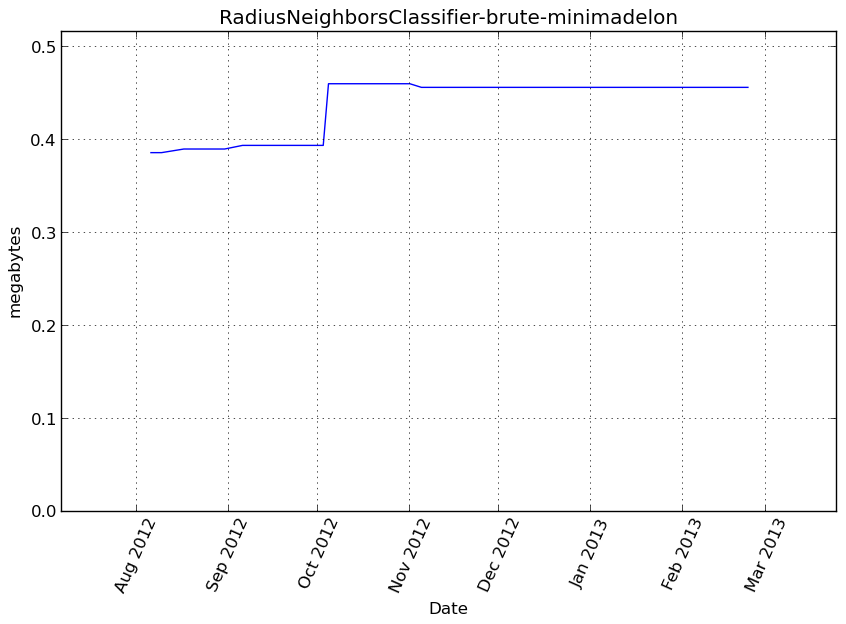 RadiusNeighborsClassifier-brute-minimadelon
0.5
0.4
0.3
0.2
0.1
0.0
megabytes
Aug 2012
Sep 2012
Oct 2012
Nov 2012
Dec 2012
Jan 2013
Feb 2013
Mar 2013
Date